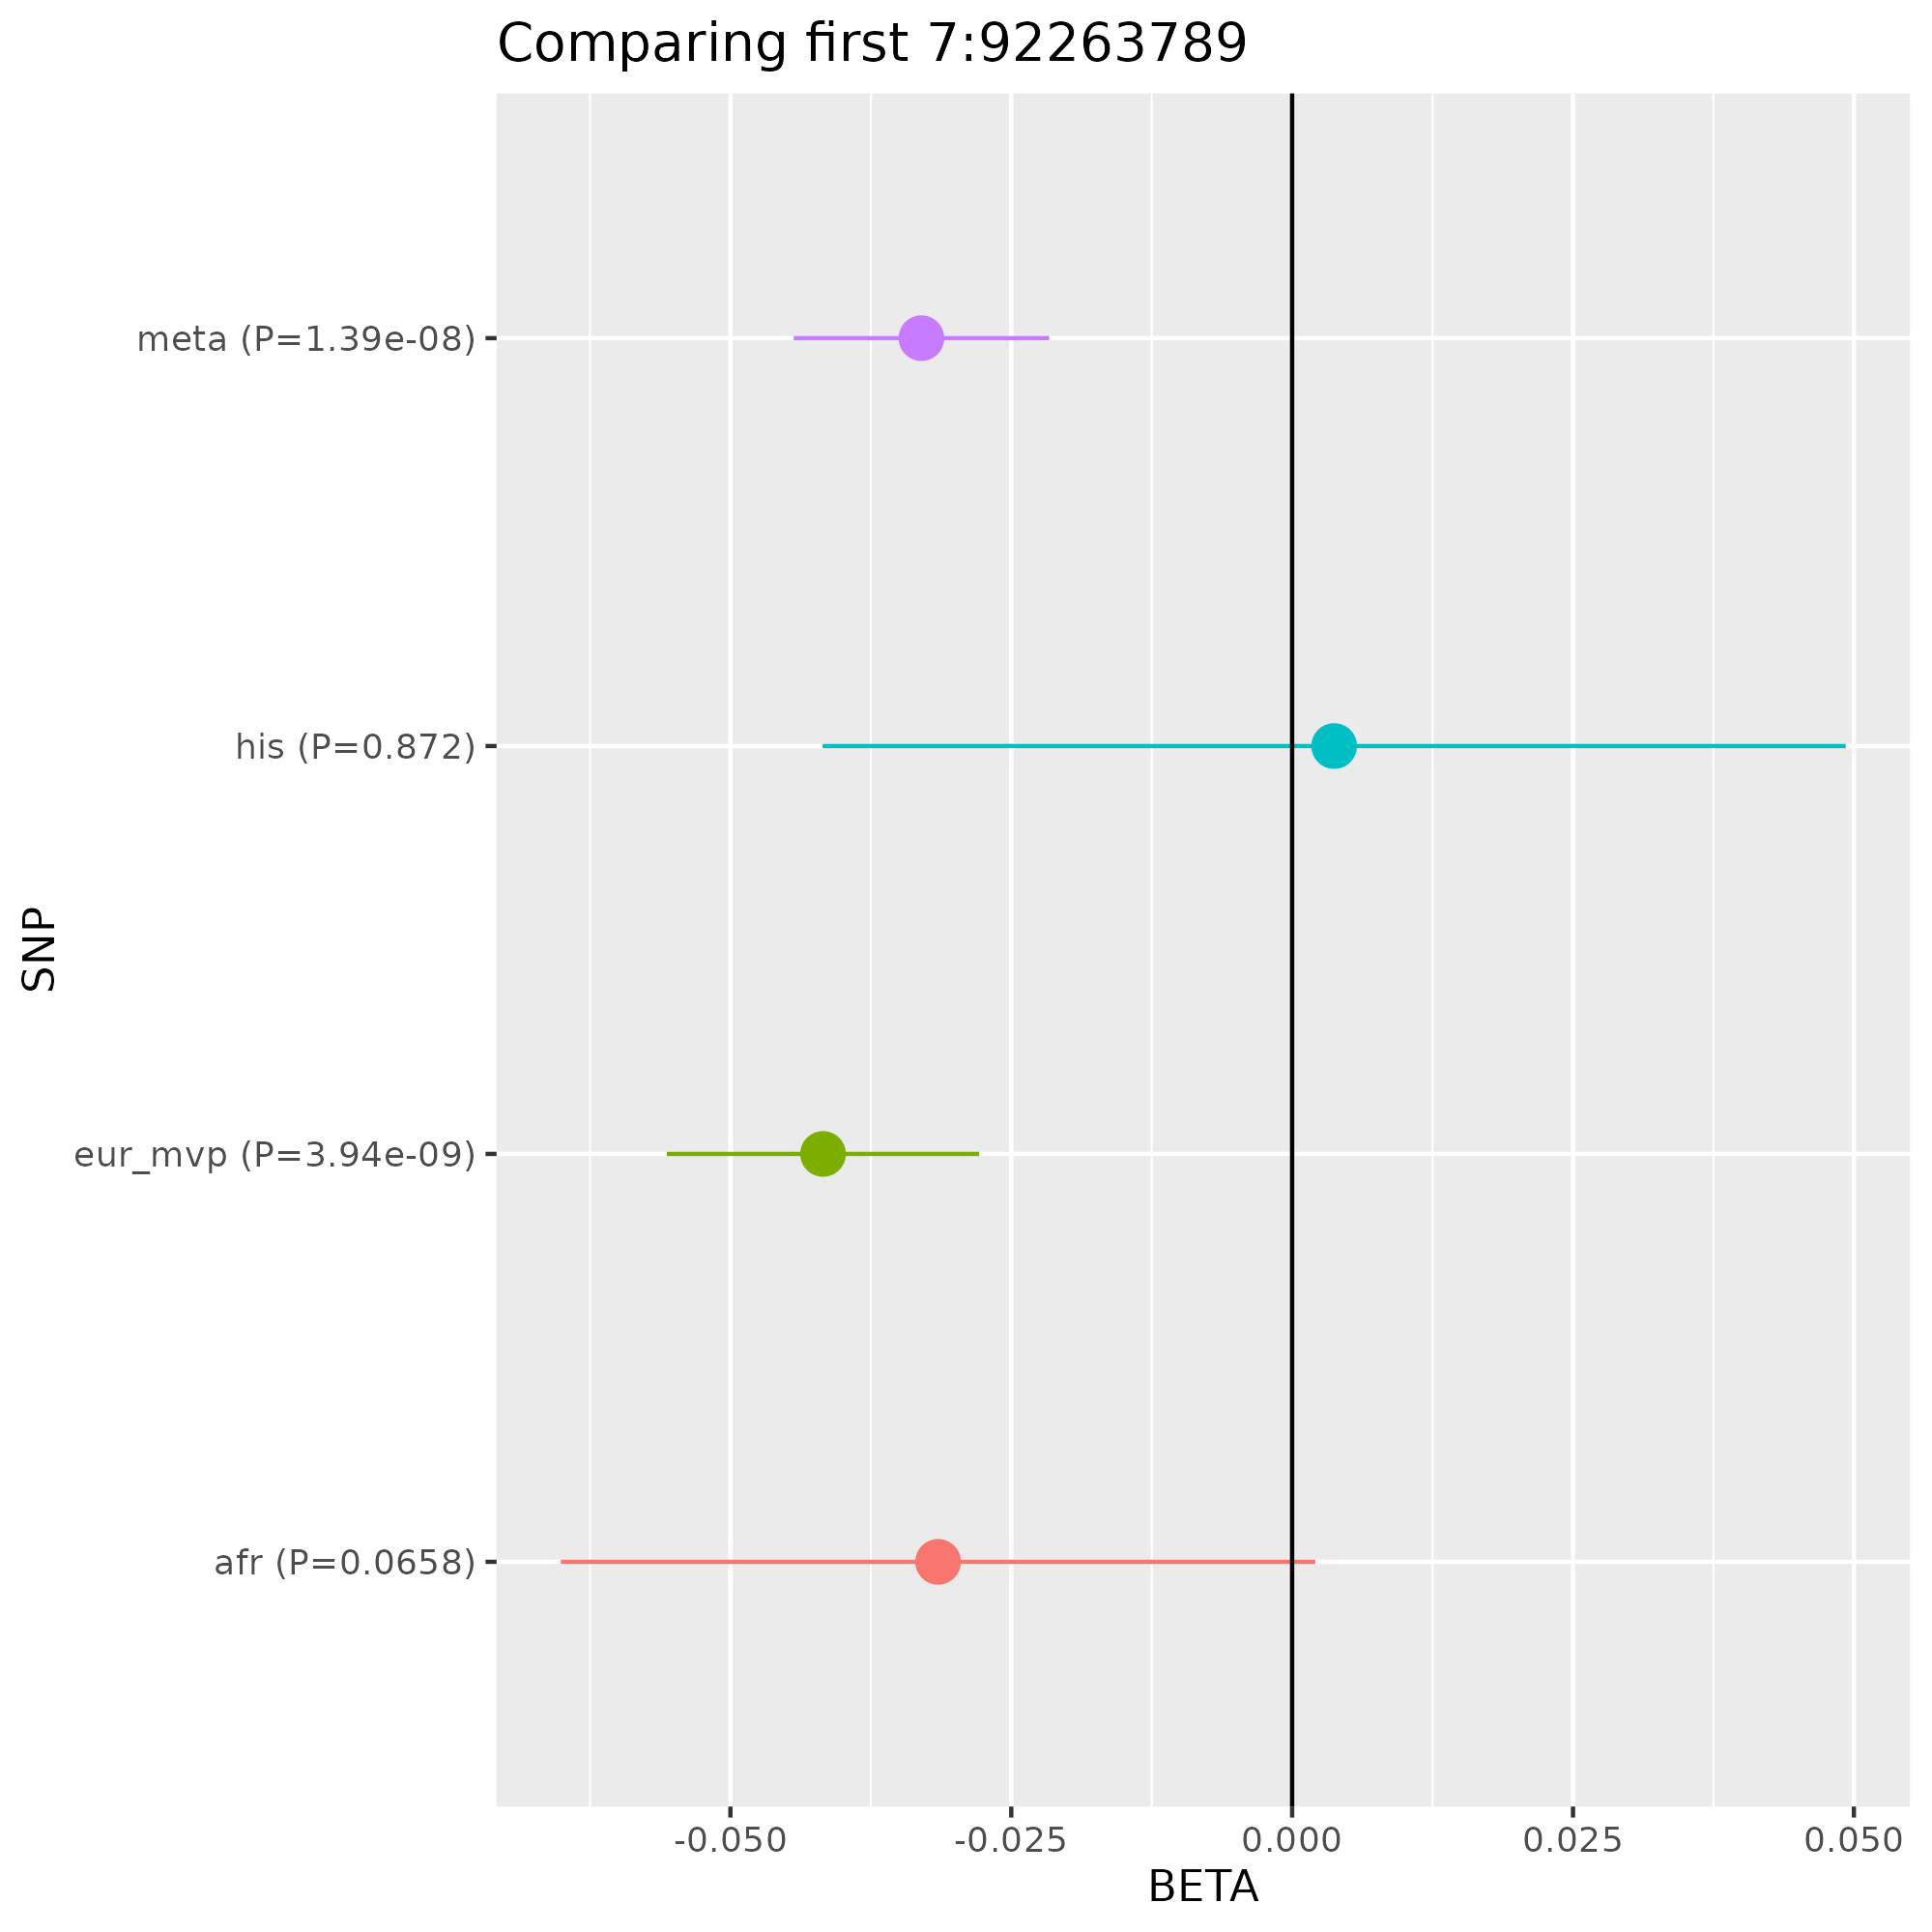 Comparing first 7:92263789
meta (P=1.39e-08)
his (P=0.872)
SNP
eur_mvp (P=3.94e-09)
afr (P=0.0658)
-0.050 -0.025 0.000 0.025 0.050
BETA